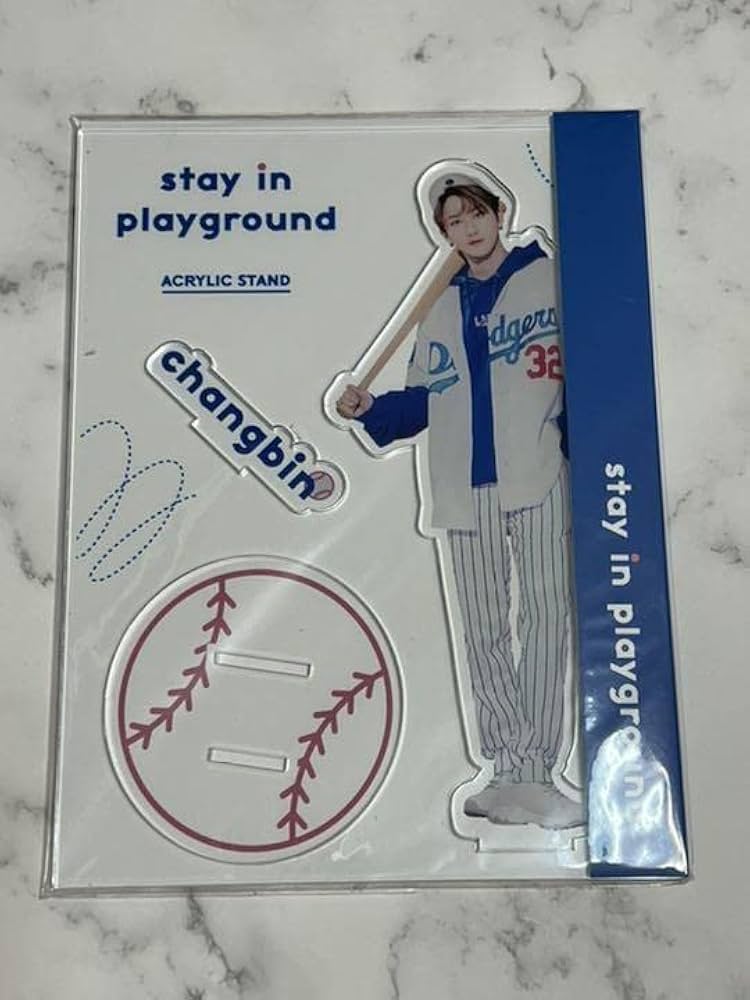 stay in
playground
ACRYLIC STAND
changbin
Dodgers
32
stay in playground